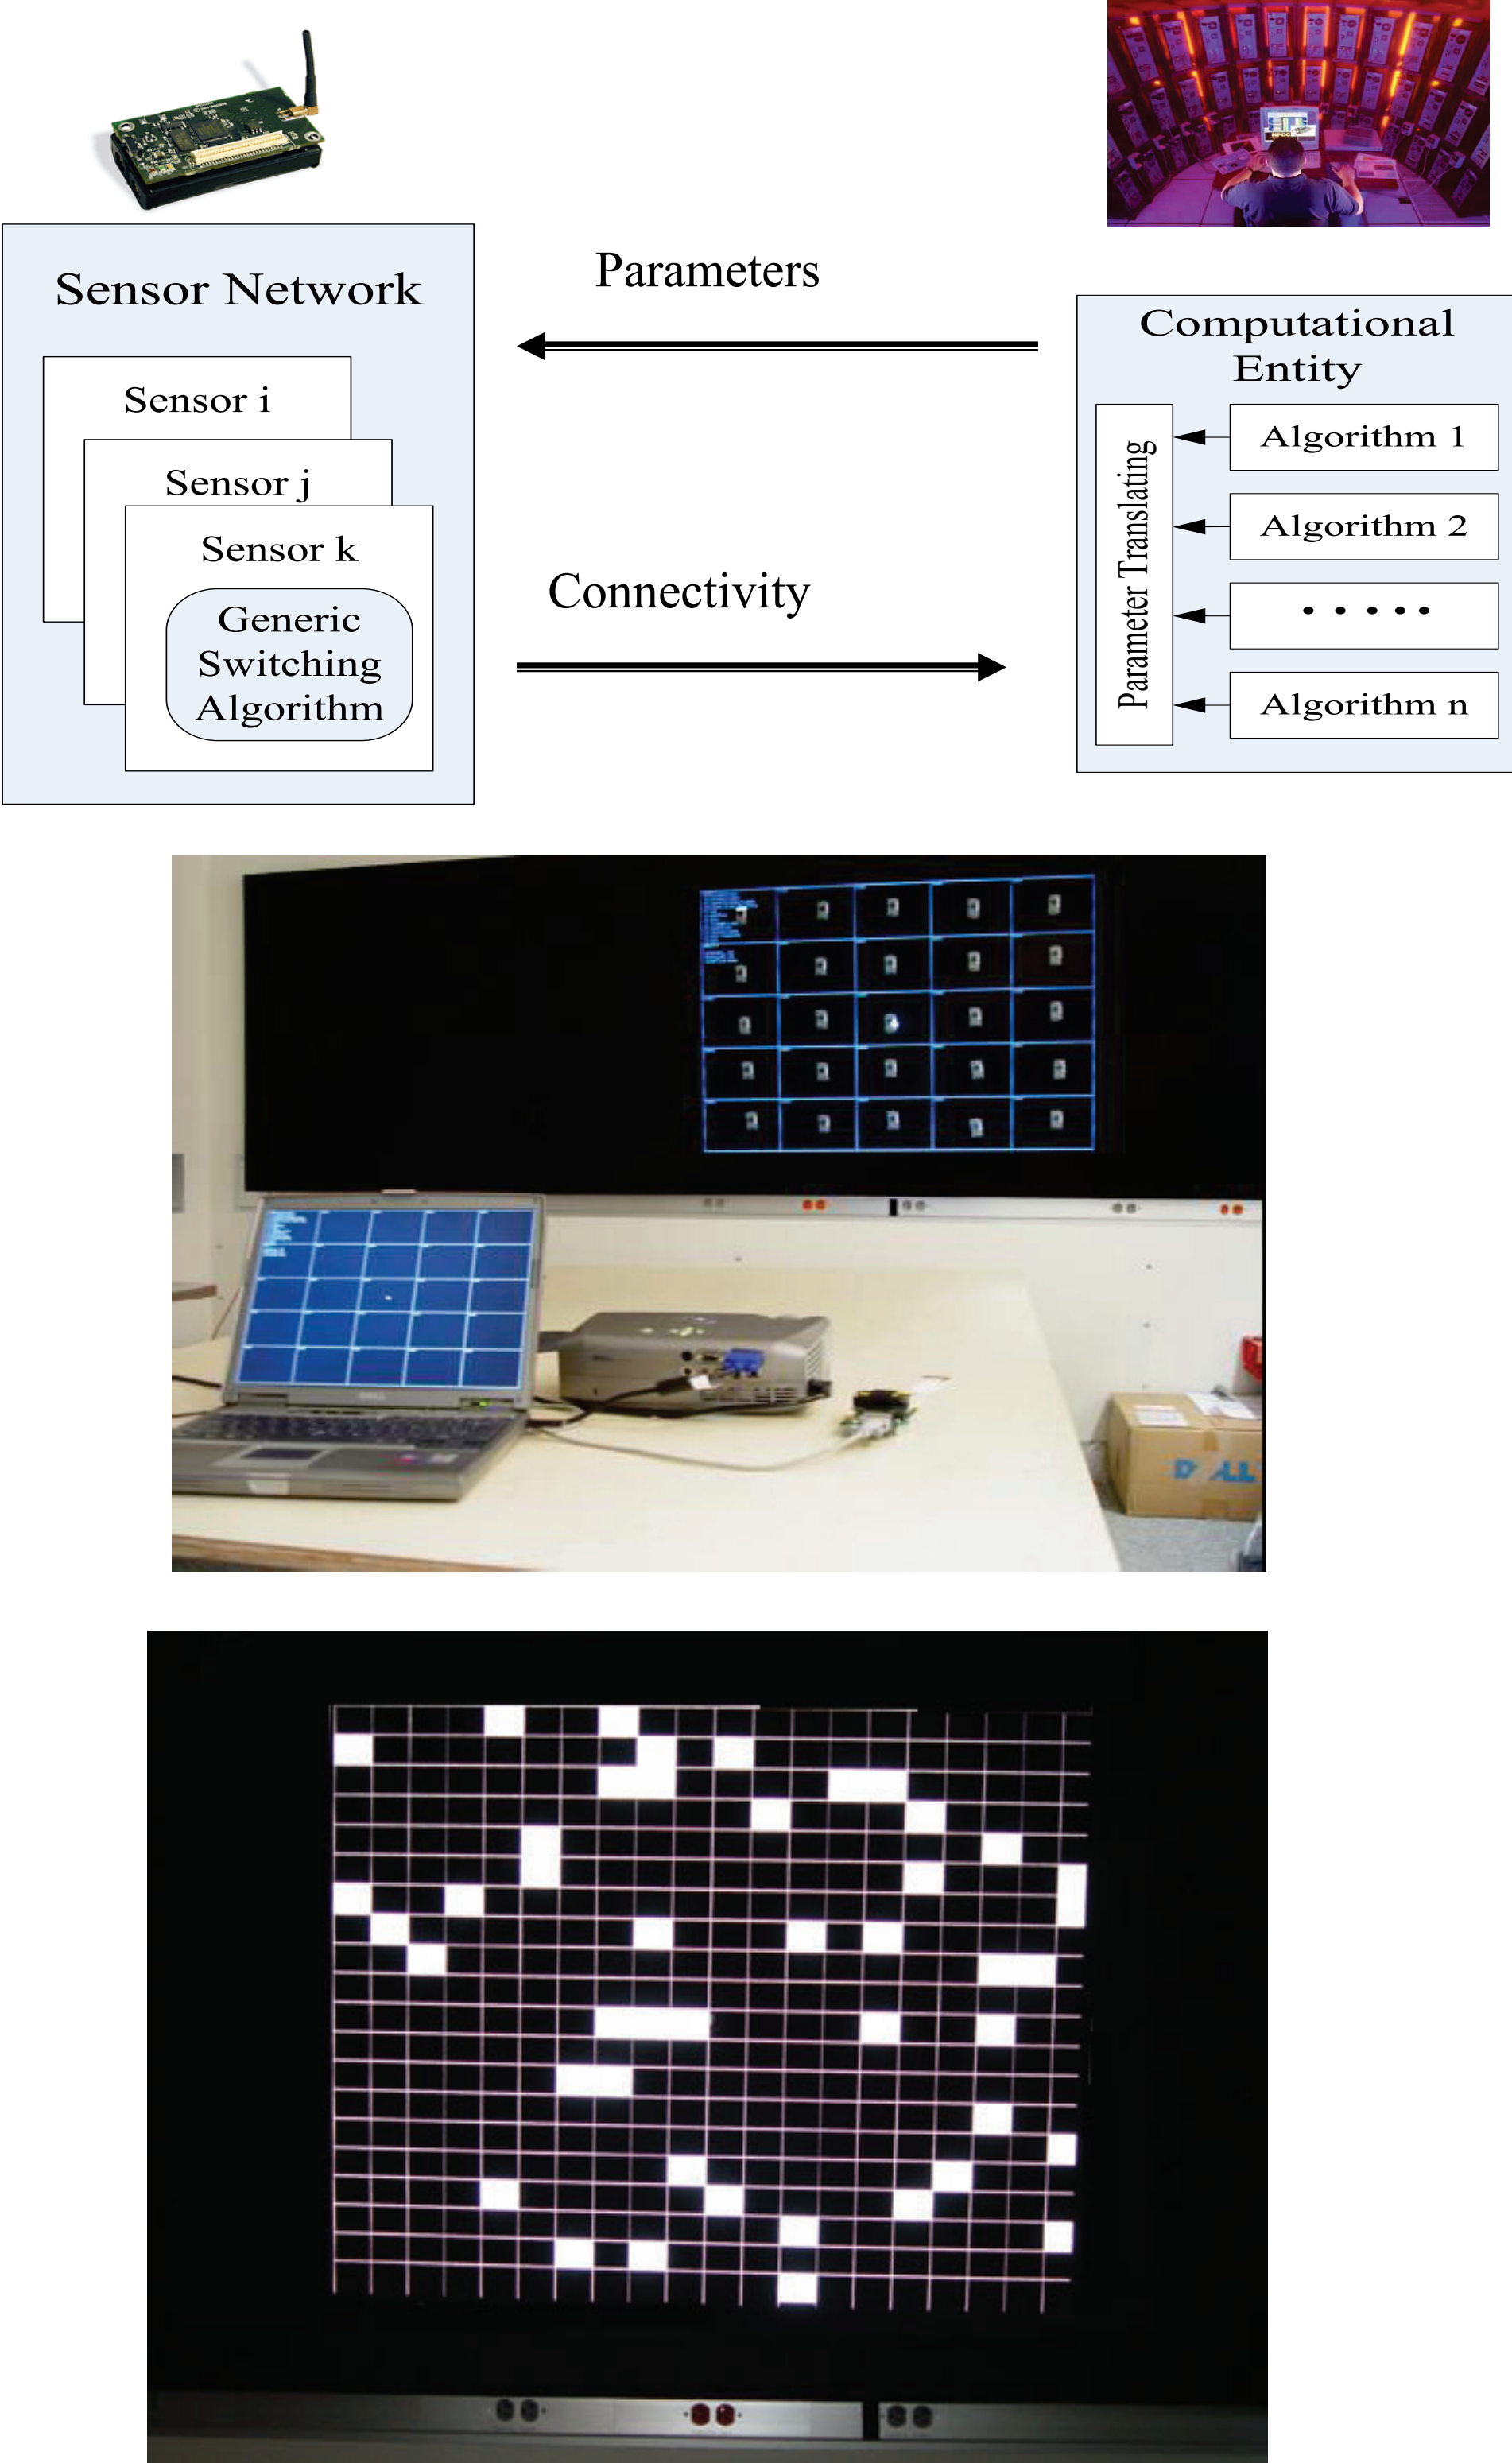 Sensor Network
Sensor i
Sensor j
Sensor k
Generic
Switching
Algorithm
Parameters
Connectivity
Computational
Entity
Parameter Translating
Algorithm 1
Algorithm 2
. . . . .
Algorithm n
DELL